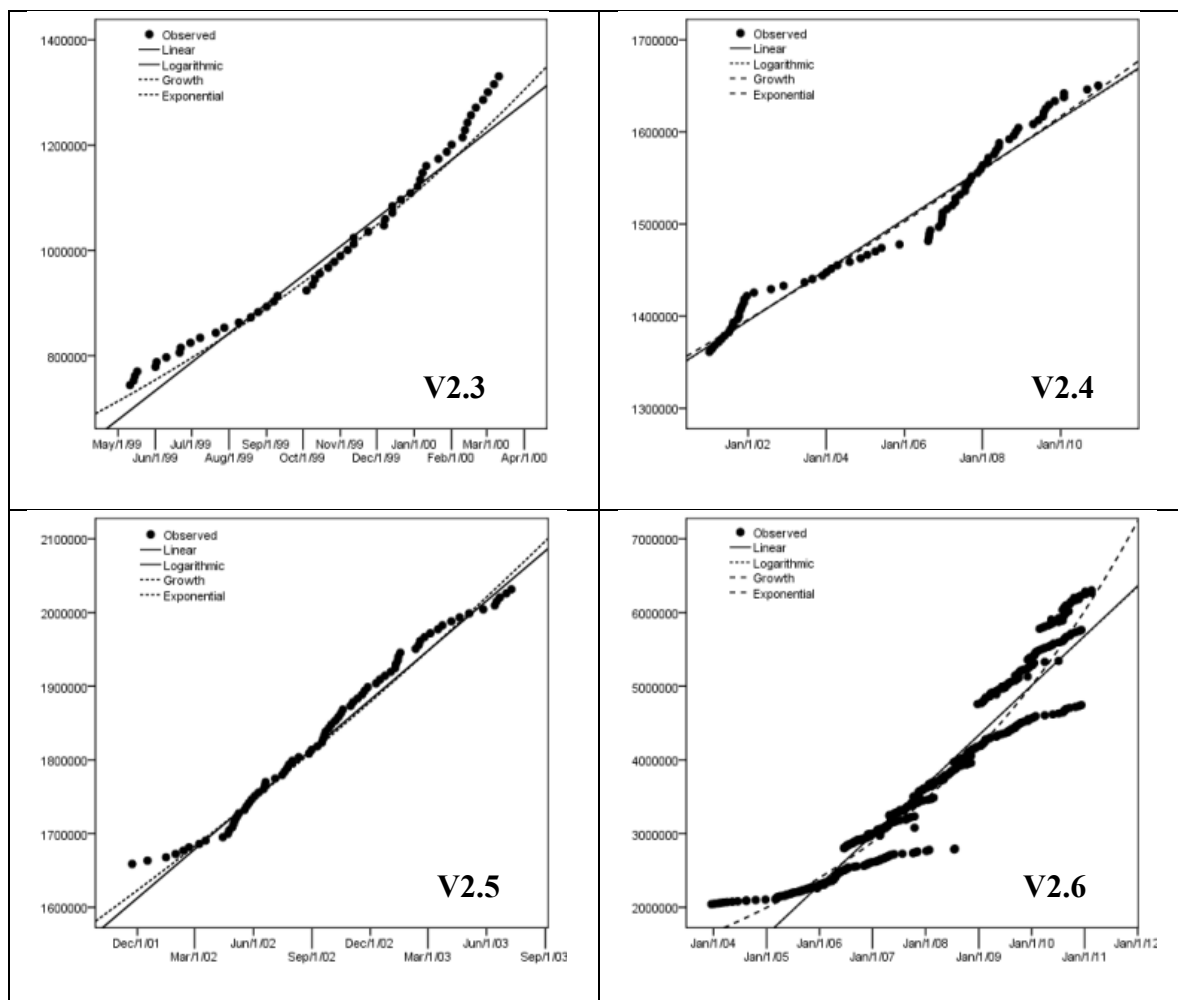 1400000
1200000
1000000
800000
Observed
Linear
Logarithmic
Growth
Exponential
V2.3
May/1/99 Jul/1/99 Sep/1/99 Nov/1/99 Jan/1/00 Mar/1/00
Jun/1/99 Aug/1/99 Oct/1/99 Dec/1/99 Feb/1/00 Apr/1/00
1700000
1600000
1500000
1400000
1300000
Observed
Linear
Logarithmic
Growth
Exponential
V2.4
Jan/1/02 Jan/1/06 Jan/1/10
Jan/1/04 Jan/1/08
2100000
2000000
1900000
1800000
1700000
1600000
Observed
Linear
Logarithmic
Growth
Exponential
V2.5
Dec/1/01 Jun/1/02 Dec/1/02 Jun/1/03
Mar/1/02 Sep/1/02 Mar/1/03 Sep/1/03
7000000
6000000
5000000
4000000
3000000
2000000
Observed
Linear
Logarithmic
Growth
Exponential
V2.6
Jan/1/04 Jan/1/06 Jan/1/08 Jan/1/10 Jan/1/12
Jan/1/05 Jan/1/07 Jan/1/09 Jan/1/11